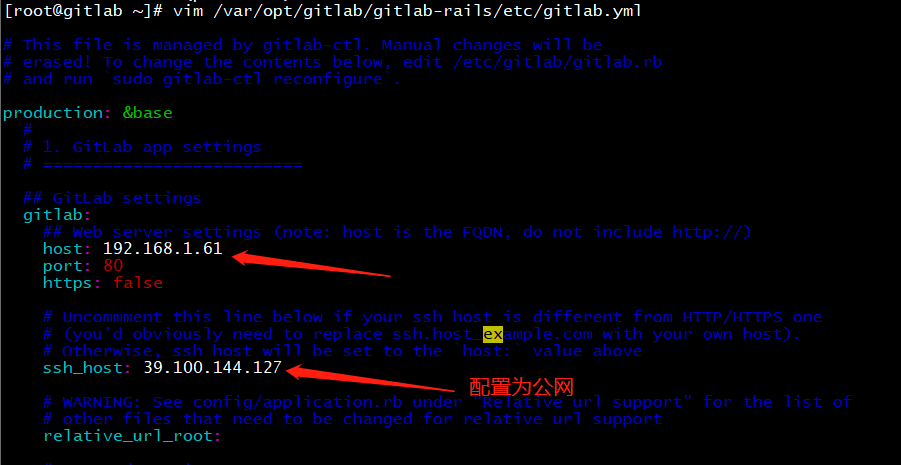 [root@gitlab ~]# vim /var/opt/gitlab/gitlab-rails/etc/gitlab.yml
# This file is managed by gitlab-ctl. Manual changes will be
# erased! To change the contents below, edit /etc/gitlab/gitlab.rb
# and run `sudo gitlab-ctl reconfigure`.
production: &base
#
# 1. GitLab app settings
# ==========================
## GitLab settings
gitlab:
## Web server settings (note: host is the FQDN, do not include http://)
host: 192.168.1.61
port: 80
https: false
# Uncommment this line below if your ssh host is different from HTTP/HTTPS one
# (you'd obviously need to replace ssh.host_example.com with your own host).
# Otherwise, ssh host will be set to the `host:` value above
ssh_host: 39.100.144.127
配置为公网
# WARNING: See config/application.rb under "Relative url support" for the list of
# other files that need to be changed for relative url support
relative_url_root: